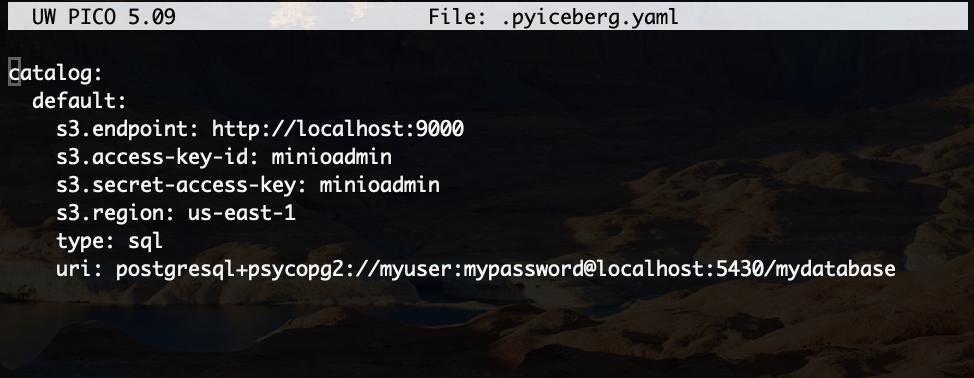 UW PICO 5.09 File: .pyiceberg.yaml
catalog:
default:
s3.endpoint: http://localhost:9000
s3.access-key-id: minioadmin
s3.secret-access-key: minioadmin
s3.region: us-east-1
type: sql
uri: postgresql+psycopg2://myuser:mypassword@localhost:5430/mydatabase